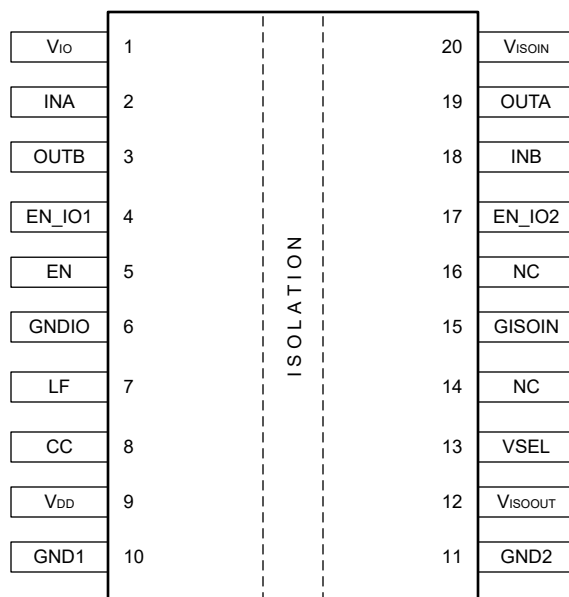 VIO 1 20 VISOIN
INA 2 19 OUTA
OUTB 3 18 INB
EN_IO1 4 17 EN_IO2
EN 5 16 NC
GNDIO 6 15 GISOIN
LF 7 14 NC
CC 8 13 VSEL
VDD 9 12 VISOOUT
GND1 10 11 GND2
ISOLATION